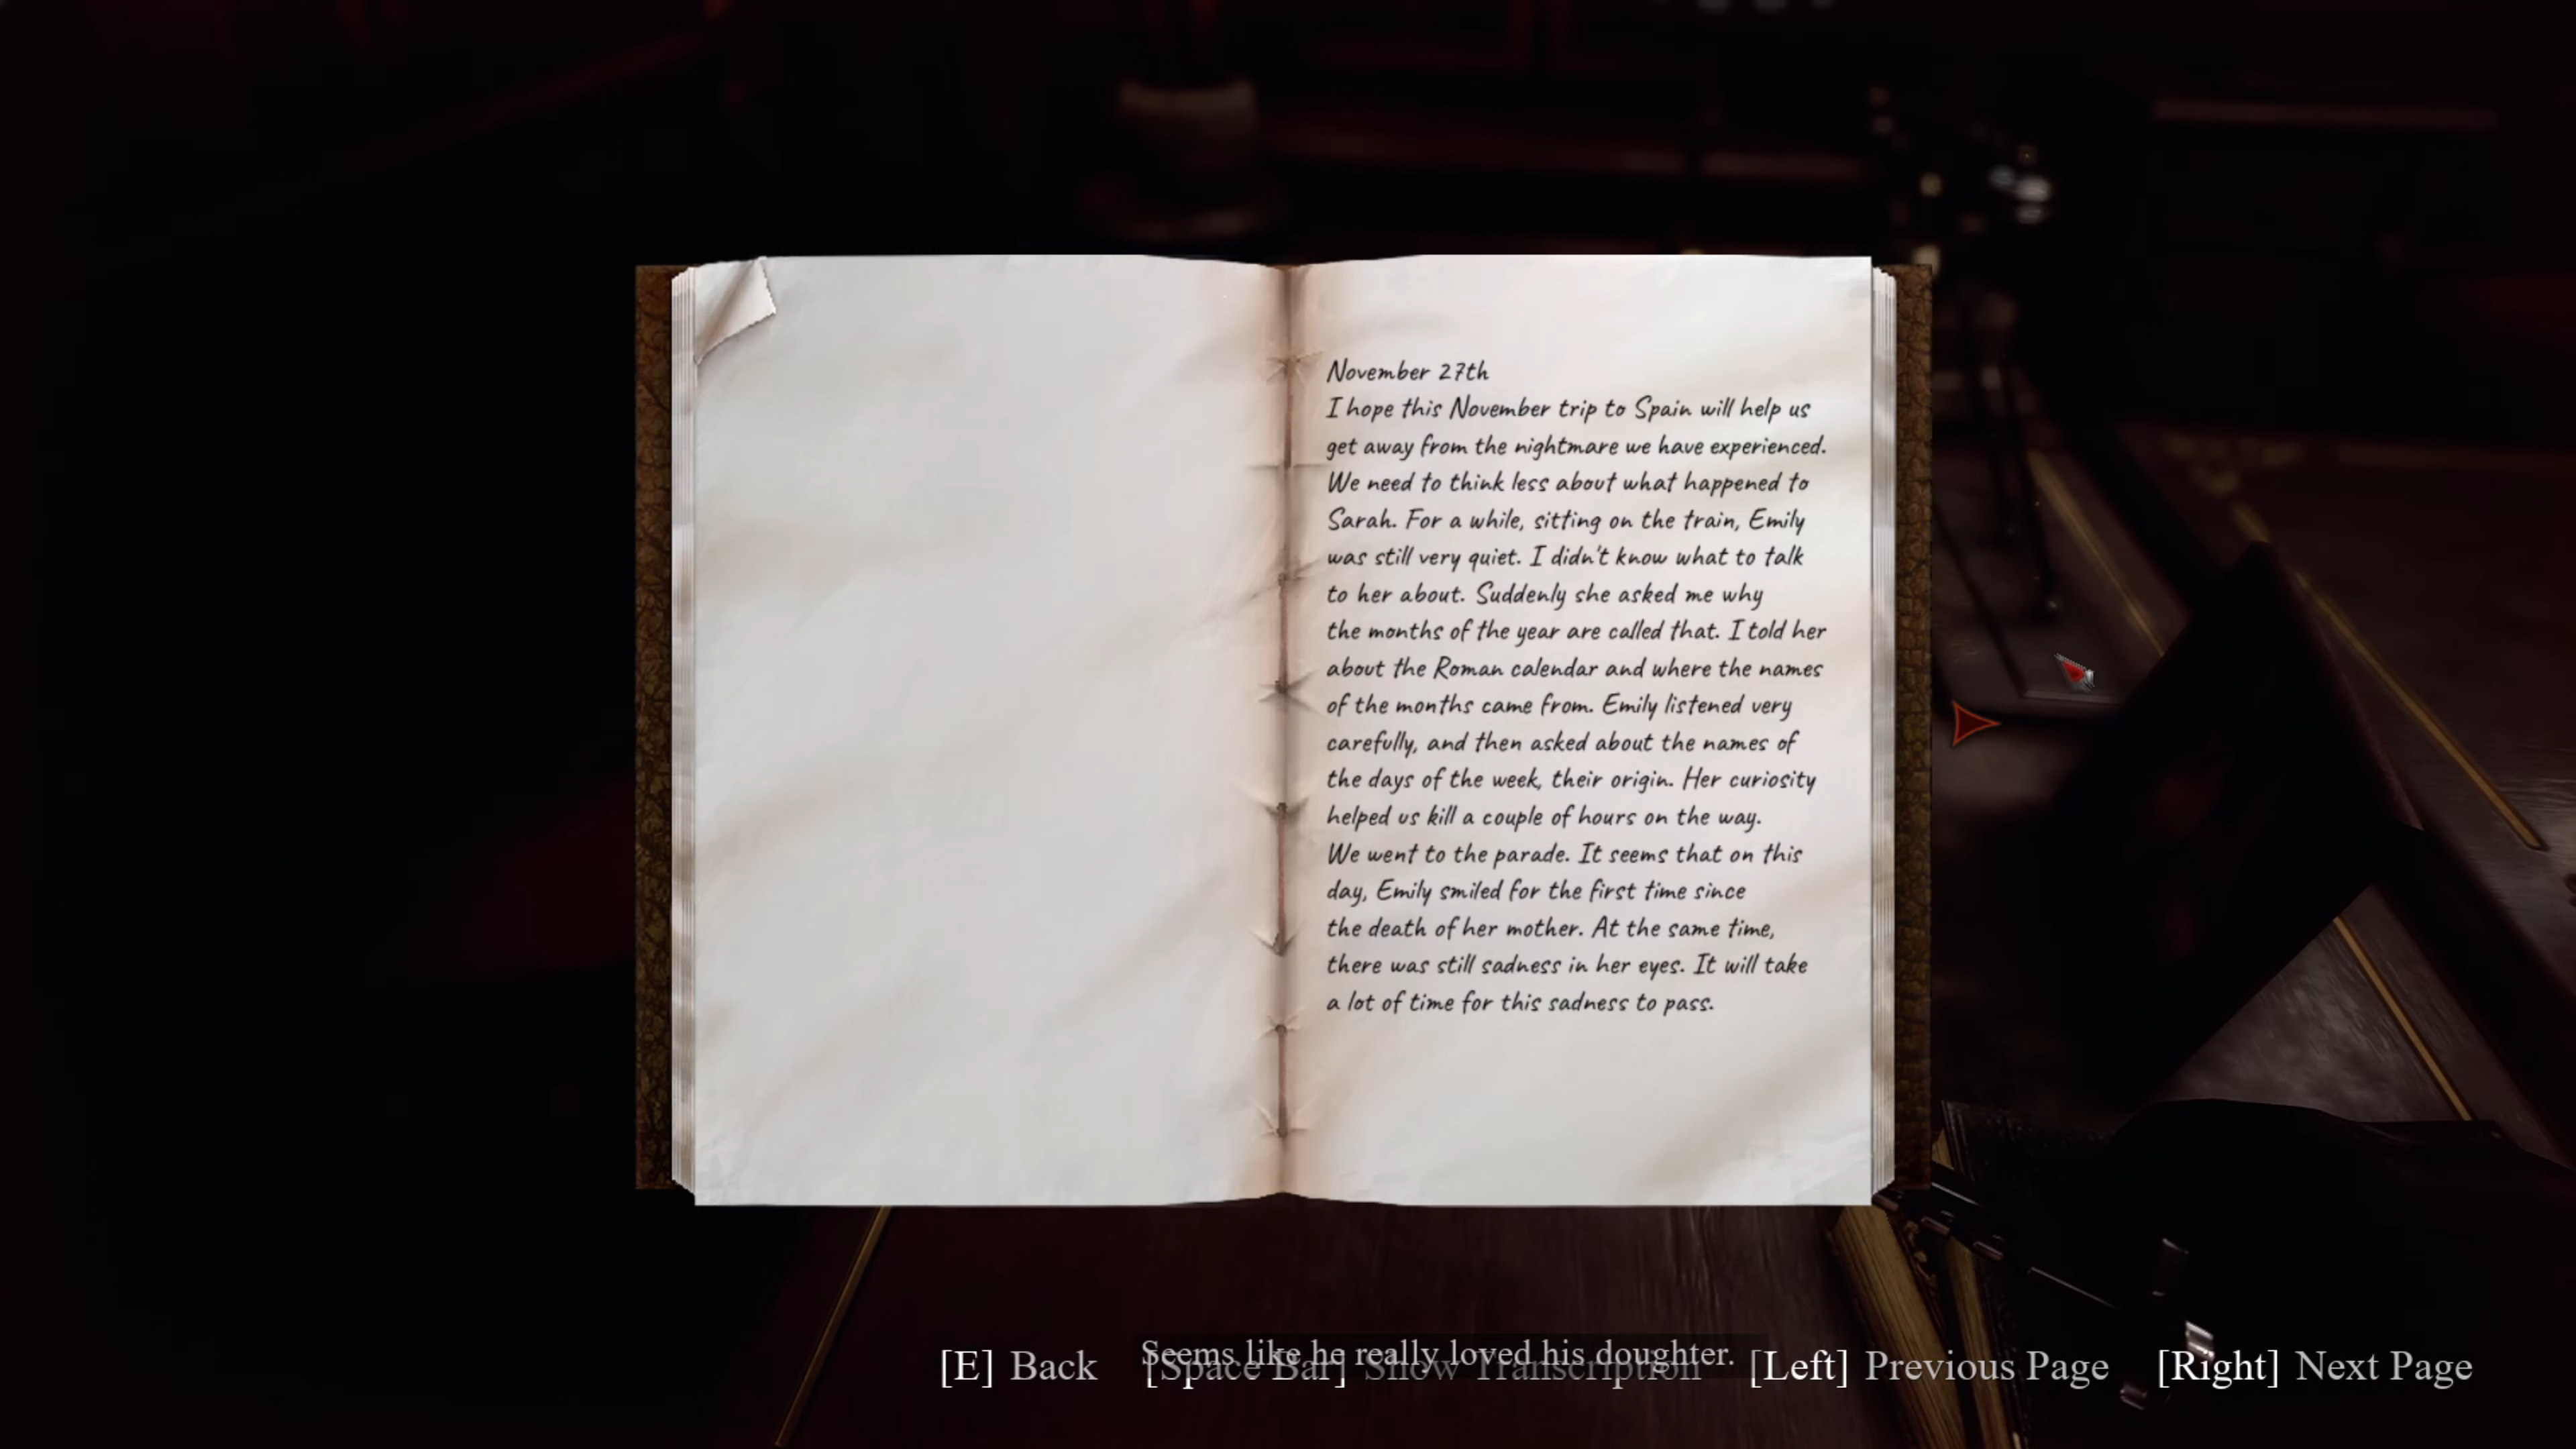 November 27th
I hope this November trip to Spain will help us
get away from the nightmare we have experienced.
We need to think less about what happened to
Sarah. For a while, sitting on the train, Emily
was still very quiet. I didn't know what to talk
to her about. Suddenly she asked me why
the months of the year are called that. I told her
about the Roman calendar and where the names
of the months came from. Emily listened very
carefully, and then asked about the names of
the days of the week, their origin. Her curiosity
helped us kill a couple of hours on the way.
We went to the parade. It seems that on this
day, Emily smiled for the first time since
the death of her mother. At the same time,
there was still sadness in her eyes. It will take
a lot of time for this sadness to pass.
Seems like he really loved his doughter.
[E] Back [Space Bar] Show Transcription [Left] Previous Page [Right] Next Page